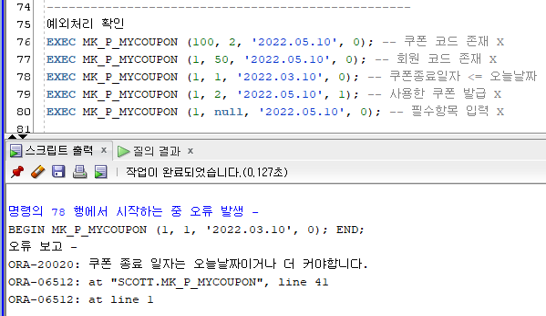 74 --------------------------------------------------
75 예외처리 확인
76 EXEC MK_P_MYCOUPON (100, 2, '2022.05.10', 0); -- 쿠폰 코드 존재 X
77 EXEC MK_P_MYCOUPON (1, 50, '2022.05.10', 0); -- 회원 코드 존재 X
78 EXEC MK_P_MYCOUPON (1, 1, '2022.03.10', 0); -- 쿠폰종료일자 <= 오늘날짜
79 EXEC MK_P_MYCOUPON (1, 2, '2022.05.10', 1); -- 사용한 쿠폰 발급 X
80 EXEC MK_P_MYCOUPON (1, null, '2022.05.10', 0); -- 필수항목 입력 X
81
스크립트 출력 x 질의 결과 x
작업이 완료되었습니다.(0,127초)
명령의 78 행에서 시작하는 중 오류 발생 -
BEGIN MK_P_MYCOUPON (1, 1, '2022.03.10', 0); END;
오류 보고 -
ORA-20020: 쿠폰 종료 일자는 오늘날짜이거나 더 커야합니다.
ORA-06512: at "SCOTT.MK_P_MYCOUPON", line 41
ORA-06512: at line 1